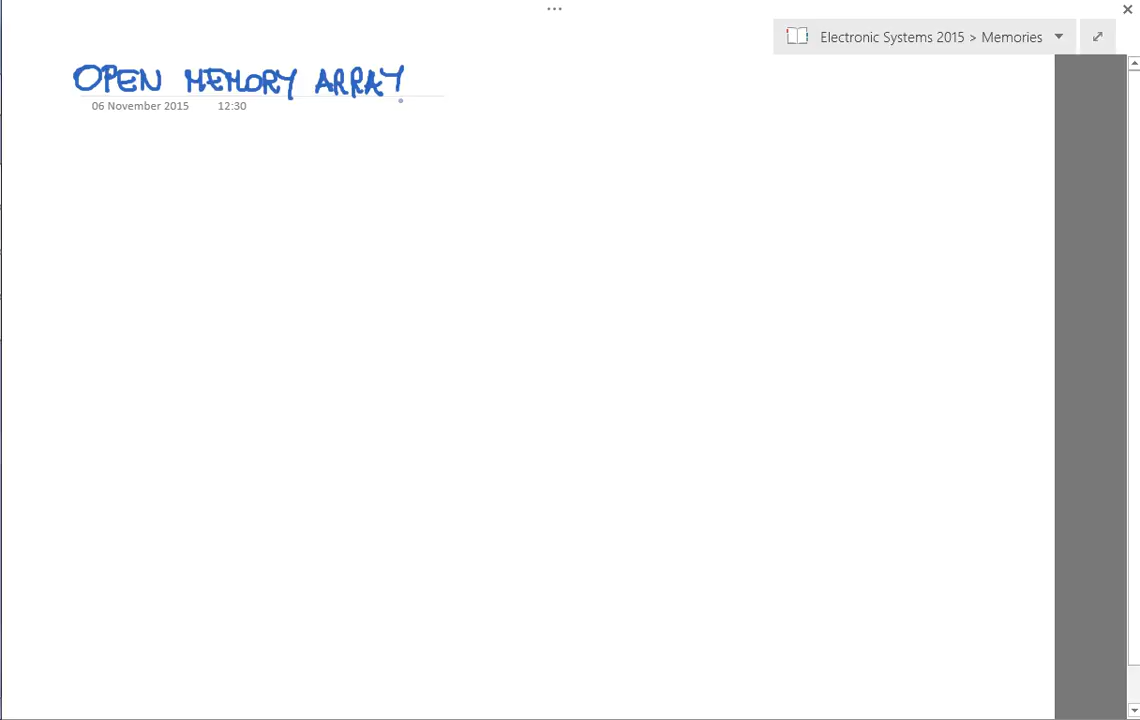 Electronic Systems 2015 > Memories
OPEN MEMORY ARRAY
06 November 2015 12:30